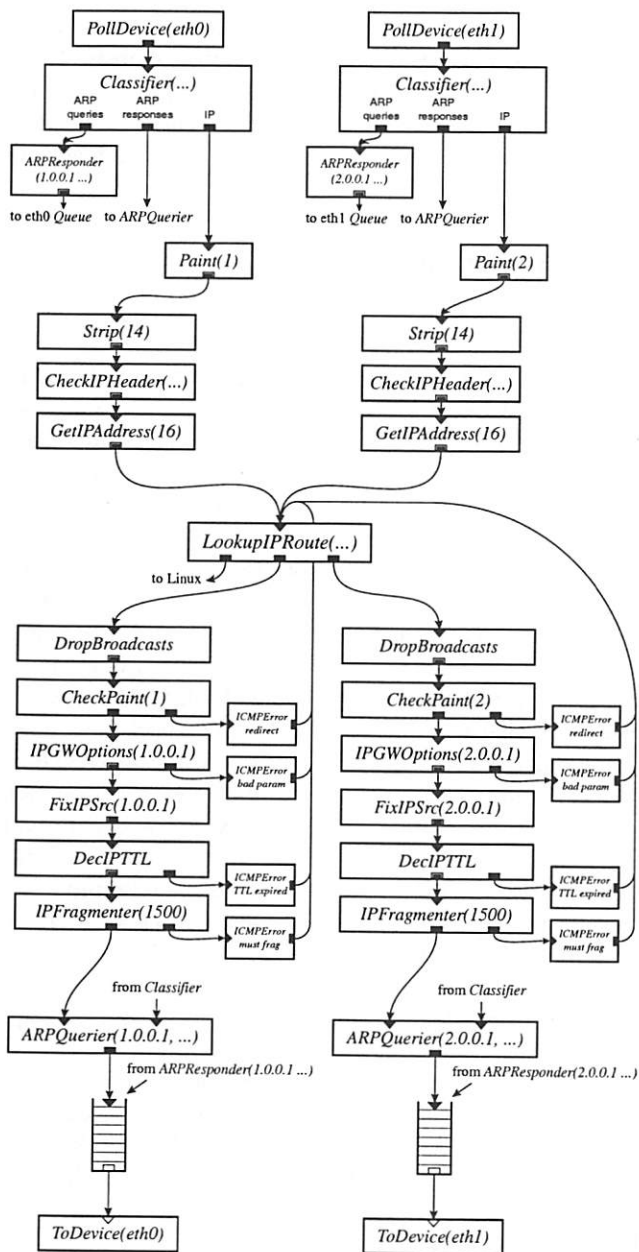 PollDevice(eth0)
Classifier(...)
ARP
queries
ARP
responses
IP
ARPResponder
(1.0.0.1 ...)
to eth0 Queue
to ARPQuerier
Paint(1)
Strip(14)
CheckIPHeader(...)
GetIPAddress(16)
PollDevice(eth1)
Classifier(...)
ARP
queries
ARP
responses
IP
ARPResponder
(2.0.0.1 ...)
to eth1 Queue
to ARPQuerier
Paint(2)
Strip(14)
CheckIPHeader(...)
GetIPAddress(16)
LookupIPRoute(...)
to Linux
DropBroadcasts
CheckPaint(1)
ICMPError
redirect
IPGWOptions(1.0.0.1)
ICMPError
bad param
FixIPSrc(1.0.0.1)
DecIPTTL
ICMPError
TTL expired
IPFragmenter(1500)
ICMPError
must frag
from Classifier
ARPQuerier(1.0.0.1, ...)
from ARPResponder(1.0.0.1 ...)
ToDevice(eth0)
DropBroadcasts
CheckPaint(2)
ICMPError
redirect
IPGWOptions(2.0.0.1)
ICMPError
bad param
FixIPSrc(2.0.0.1)
DecIPTTL
ICMPError
TTL expired
IPFragmenter(1500)
ICMPError
must frag
from Classifier
ARPQuerier(2.0.0.1, ...)
from ARPResponder(2.0.0.1 ...)
ToDevice(eth1)